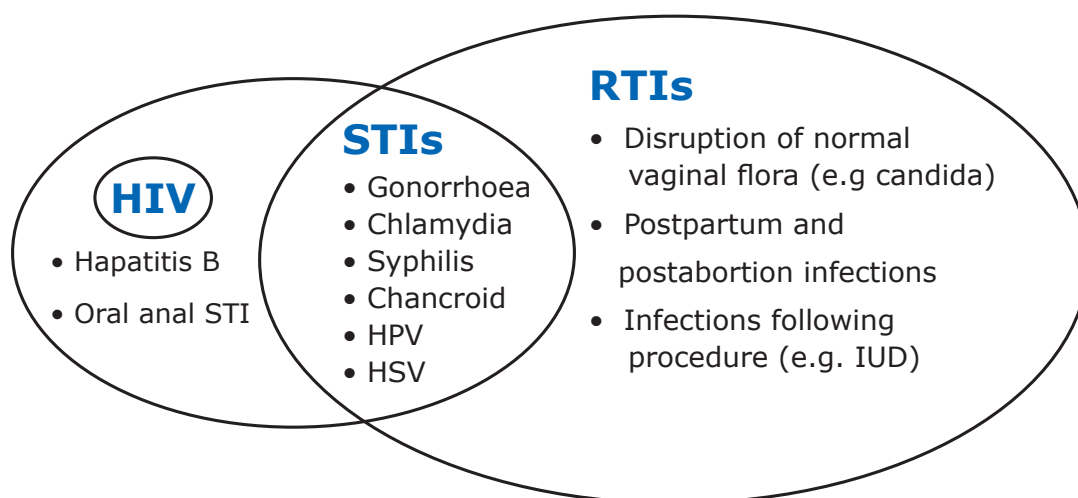 HIV
• Hapatitis B
• Oral anal STI
STIs
• Gonorrhoea
• Chlamydia
• Syphilis
• Chancroid
• HPV
• HSV
RTIs
• Disruption of normal
vaginal flora (e.g candida)
• Postpartum and
postabortion infections
• Infections following
procedure (e.g. IUD)